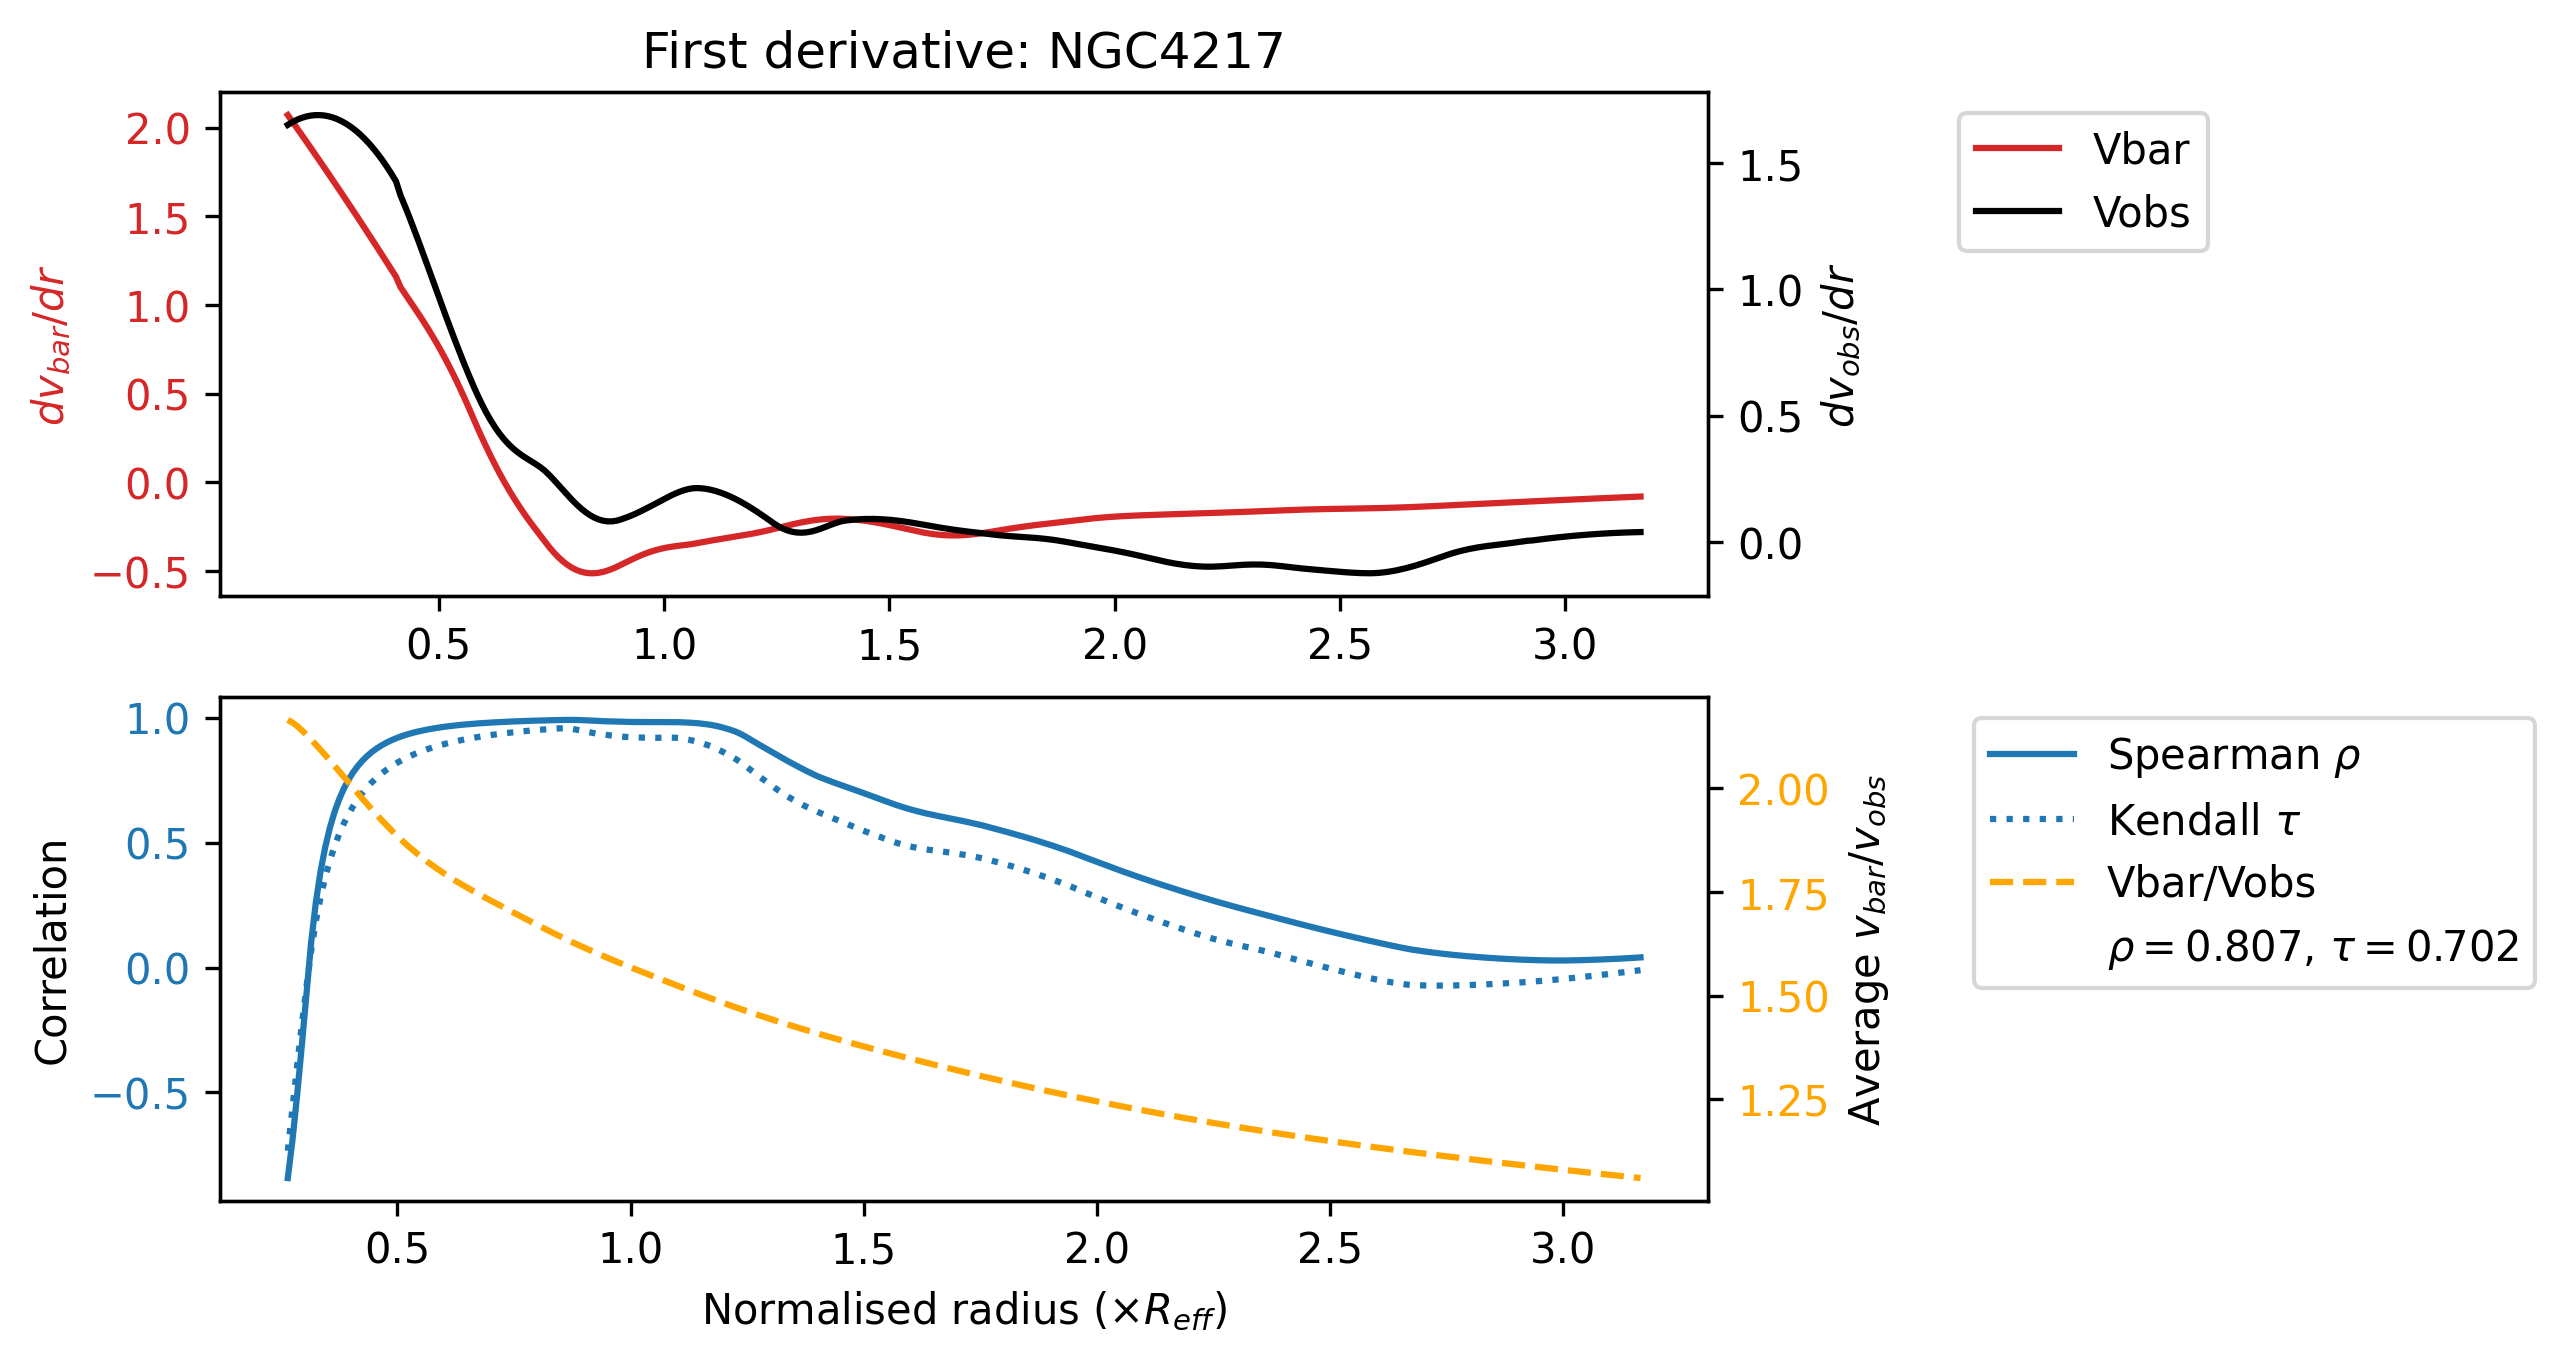 First derivative: NGC4217
2.0
1.5
1.0
0.5
0.0
−0.5
dv_bar/dr
1.5
1.0
0.5
0.0
dv_obs/dr
0.5 1.0 1.5 2.0 2.5 3.0
Vbar
Vobs
1.0
0.5
0.0
−0.5
Correlation
2.00
1.75
1.50
1.25
Average v_bar/v_obs
0.5 1.0 1.5 2.0 2.5 3.0
Normalised radius (×R_eff)
Spearman ρ
Kendall τ
Vbar/Vobs
ρ = 0.807, τ = 0.702